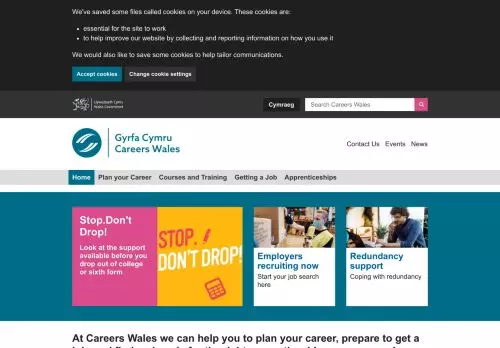 We've saved some files called cookies on your device. These cookies are:
essential for the site to work
to help improve our website by collecting and reporting information on how you use it
We would also like to save some cookies to help tailor communications.
Accept cookies
Change cookie settings
Llywodraeth Cymru
Welsh Government
Cymraeg
Search Careers Wales
Gyrfa Cymru
Careers Wales
Contact Us
Events
News
Home
Plan your Career
Courses and Training
Getting a Job
Apprenticeships
Stop.Don't
Drop!
Look at the support
available before you
drop out of college
or sixth form
STOP.
DON'T DROP!
Employers
recruiting now
Start your job search
here
Redundancy
support
Coping with redundancy
At Careers Wales we can help you to plan your career, prepare to get a